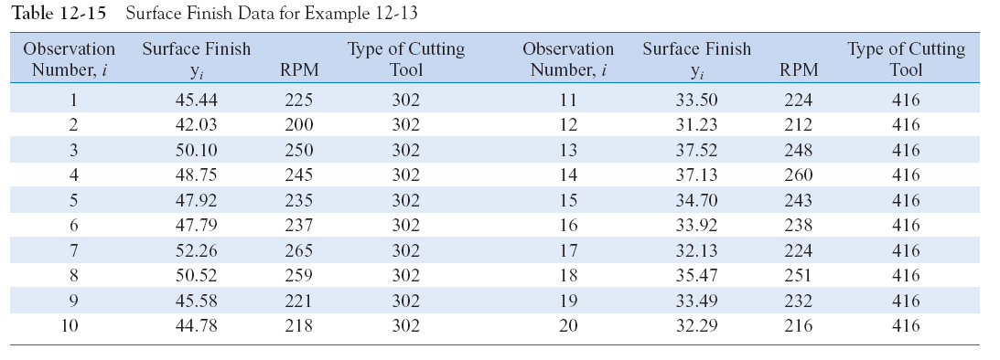 Table 12-15 Surface Finish Data for Example 12-13
Observation Surface Finish Type of Cutting Observation Surface Finish Type of Cutting
Number, i yi RPM Tool Number, i yi RPM Tool
1 45.44 225 302 11 33.50 224 416
2 42.03 200 302 12 31.23 212 416
3 50.10 250 302 13 37.52 248 416
4 48.75 245 302 14 37.13 260 416
5 47.92 235 302 15 34.70 243 416
6 47.79 237 302 16 33.92 238 416
7 52.26 265 302 17 32.13 224 416
8 50.52 259 302 18 35.47 251 416
9 45.58 221 302 19 33.49 232 416
10 44.78 218 302 20 32.29 216 416